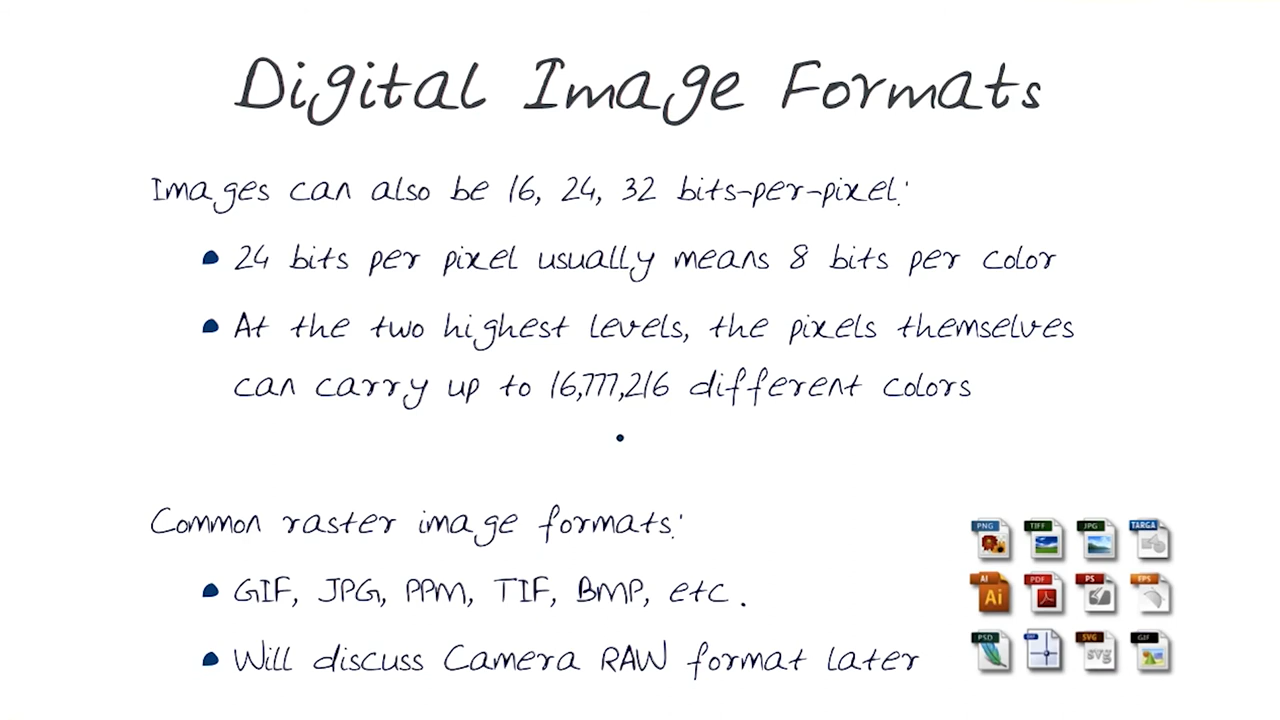 Digital Image Formats
Images can also be 16, 24, 32 bits-per-pixel:
• 24 bits per pixel usually means 8 bits per color
• At the two highest levels, the pixels themselves
can carry up to 16,777,216 different colors
Common raster image formats:
• GIF, JPG, PPM, TIF, BMP, etc.
• Will discuss Camera RAW format later
PNG TIFF JPG TARGA
AI PDF PS EPS
Ai
PSD SVG GIF
svg